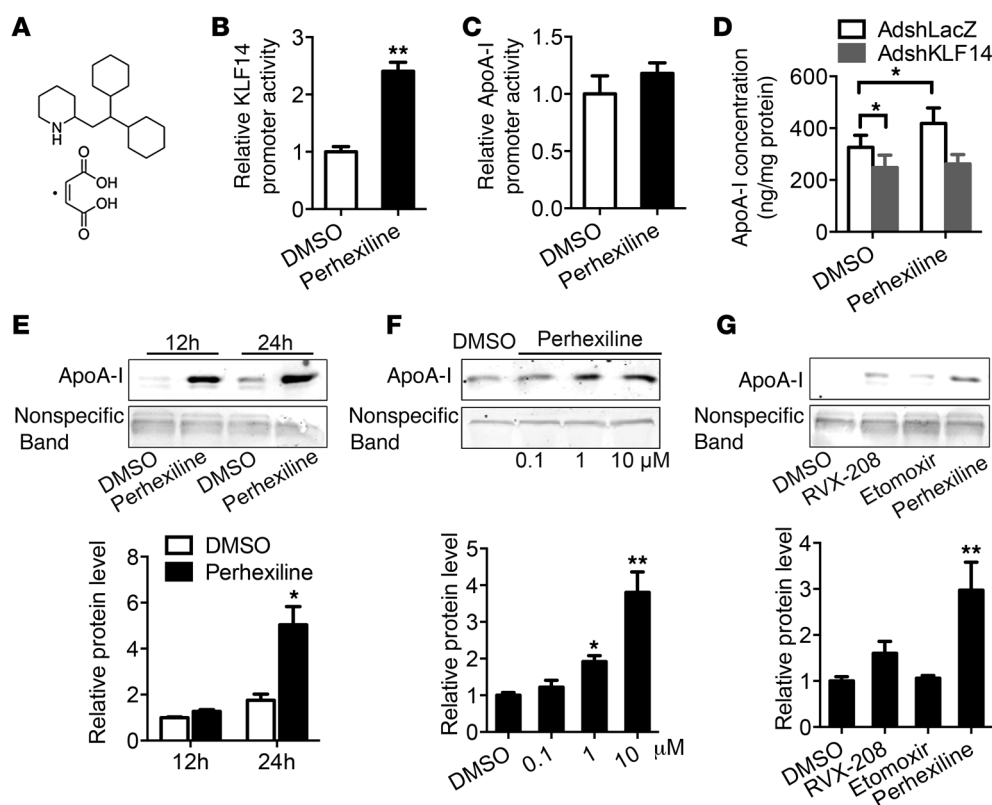 A
NH
O
OH
OH
O
B
Relative KLF14
promoter activity
3
2
1
0
**
DMSO
Perhexiline
C
Relative ApoA-I
promoter activity
1.5
1.0
0.5
0.0
DMSO
Perhexiline
D
AdshLacZ
AdshKLF14
ApoA-I concentration
(ng/mg protein)
600
400
200
0
*
*
DMSO
Perhexiline
E
12h 24h
ApoA-I
Nonspecific
Band
DMSO
Perhexiline
DMSO
Perhexiline
DMSO
Perhexiline
Relative protein level
8
6
4
2
0
*
12h 24h
F
DMSO Perhexiline
ApoA-I
Nonspecific
Band
0.1 1 10 µM
Relative protein level
5
4
3
2
1
0
*
**
DMSO 0.1 1 10 µM
G
ApoA-I
Nonspecific
Band
DMSO
RVX-208
Etomoxir
Perhexiline
Relative protein level
4
3
2
1
0
**
DMSO
RVX-208
Etomoxir
Perhexiline